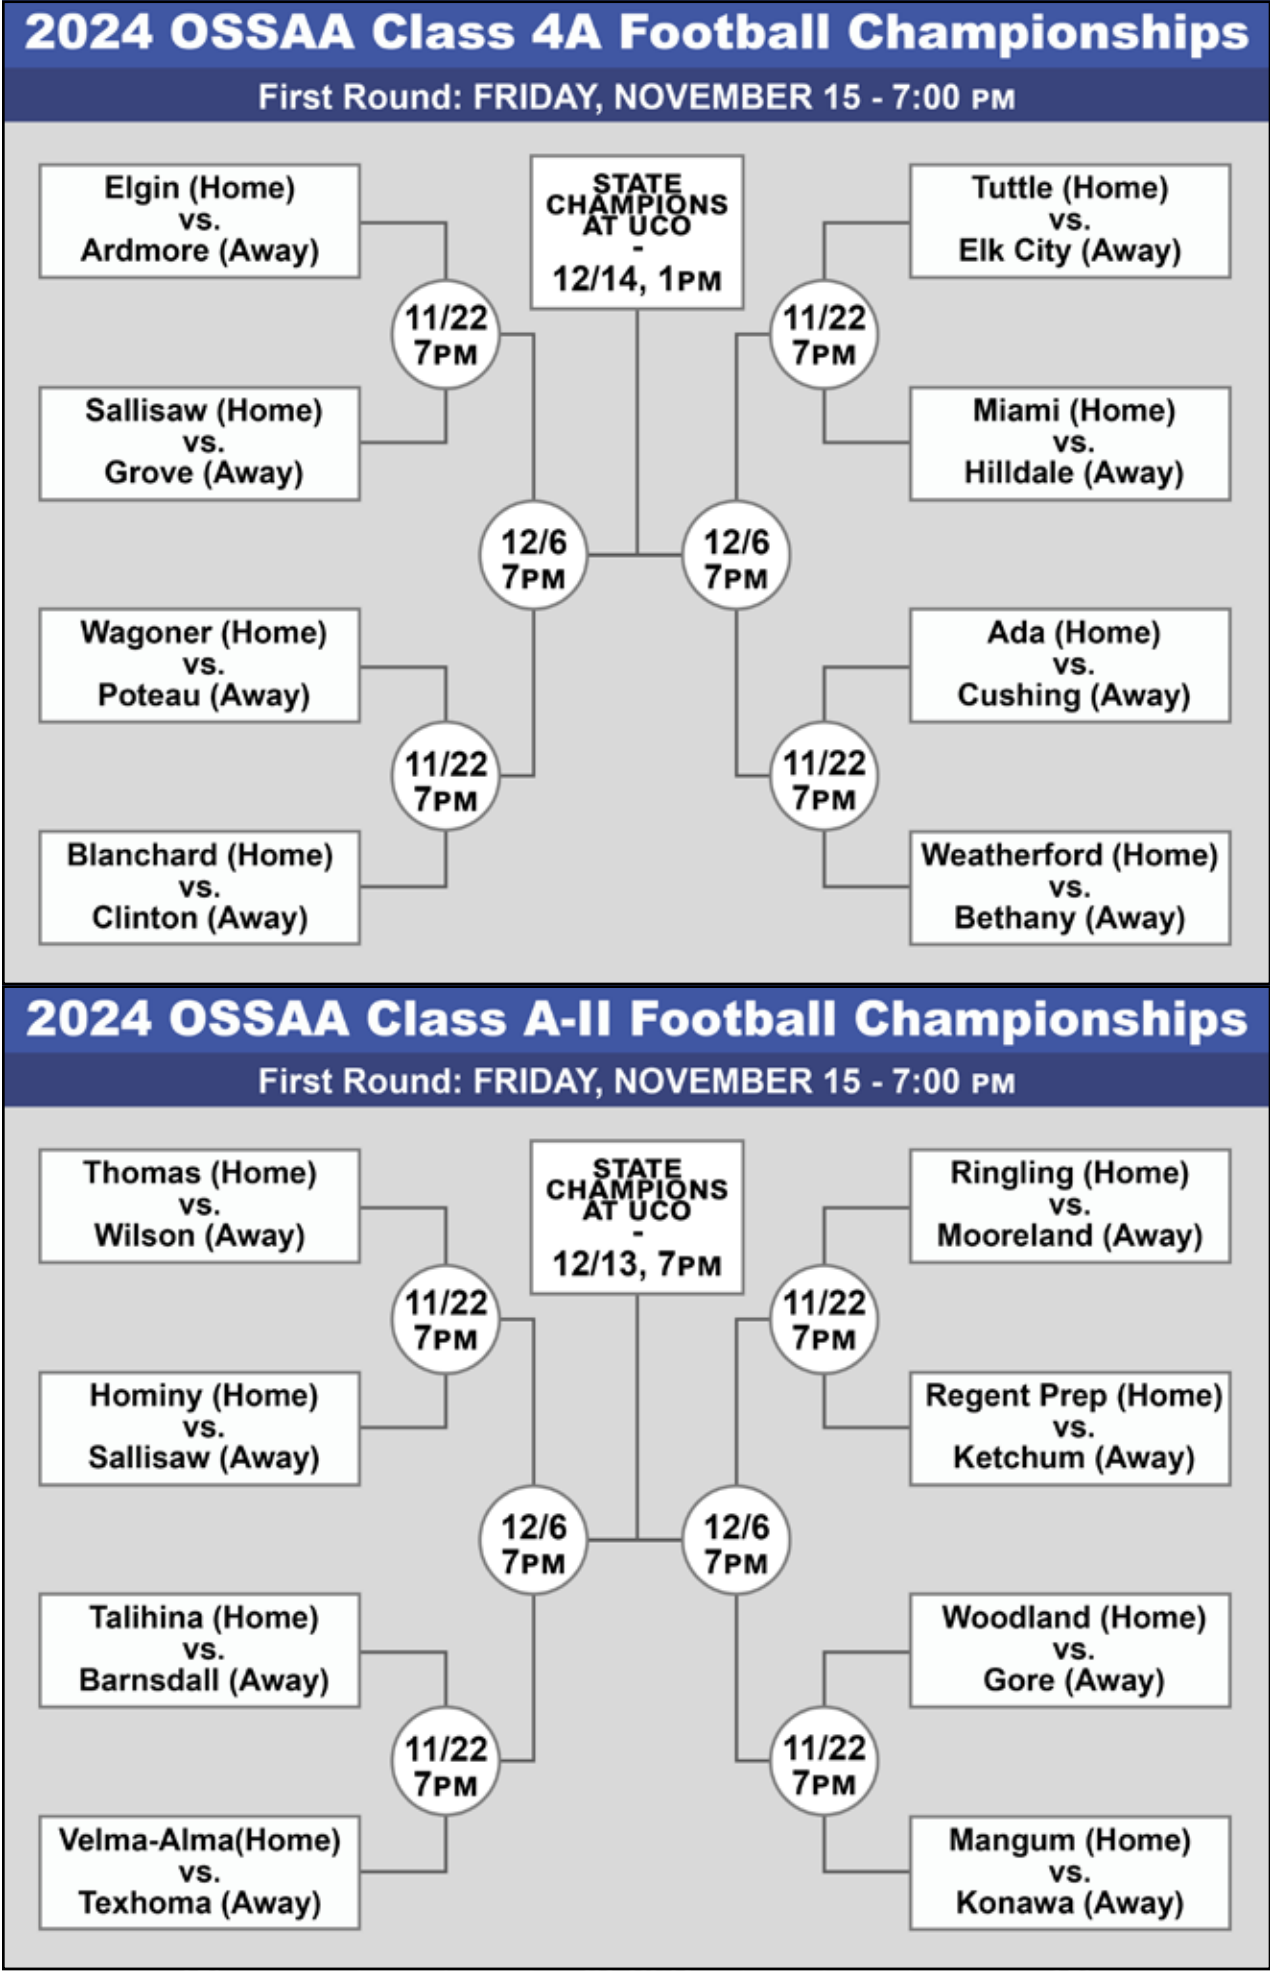 2024 OSSAA Class 4A Football Championships
First Round: FRIDAY, NOVEMBER 15 - 7:00 PM
Elgin (Home)
vs.
Ardmore (Away)
11/22
7PM
Sallisaw (Home)
vs.
Grove (Away)
12/6
7PM
Wagoner (Home)
vs.
Poteau (Away)
11/22
7PM
Blanchard (Home)
vs.
Clinton (Away)
STATE
CHAMPIONS
AT UCO
-
12/14, 1PM
Tuttle (Home)
vs.
Elk City (Away)
11/22
7PM
Miami (Home)
vs.
Hilldale (Away)
12/6
7PM
Ada (Home)
vs.
Cushing (Away)
11/22
7PM
Weatherford (Home)
vs.
Bethany (Away)
2024 OSSAA Class A-II Football Championships
First Round: FRIDAY, NOVEMBER 15 - 7:00 PM
Thomas (Home)
vs.
Wilson (Away)
11/22
7PM
Hominy (Home)
vs.
Sallisaw (Away)
12/6
7PM
Talihina (Home)
vs.
Barnsdall (Away)
11/22
7PM
Velma-Alma(Home)
vs.
Texhoma (Away)
STATE
CHAMPIONS
AT UCO
-
12/13, 7PM
Ringling (Home)
vs.
Mooreland (Away)
11/22
7PM
Regent Prep (Home)
vs.
Ketchum (Away)
12/6
7PM
Woodland (Home)
vs.
Gore (Away)
11/22
7PM
Mangum (Home)
vs.
Konawa (Away)